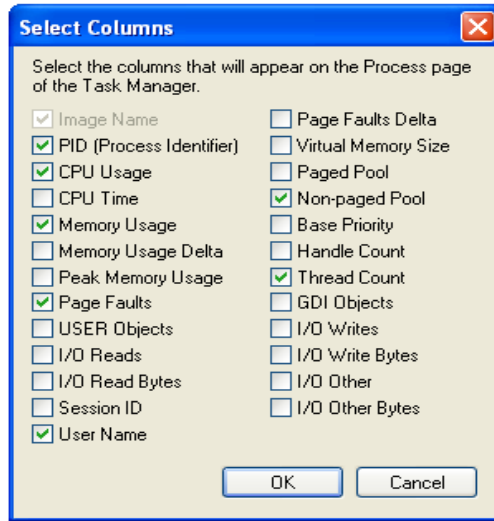 Select Columns
Select the columns that will appear on the Process page
of the Task Manager.
Image Name
PID (Process Identifier)
CPU Usage
CPU Time
Memory Usage
Memory Usage Delta
Peak Memory Usage
Page Faults
USER Objects
I/O Reads
I/O Read Bytes
Session ID
User Name
Page Faults Delta
Virtual Memory Size
Paged Pool
Non-paged Pool
Base Priority
Handle Count
Thread Count
GDI Objects
I/O Writes
I/O Write Bytes
I/O Other
I/O Other Bytes
OK
Cancel